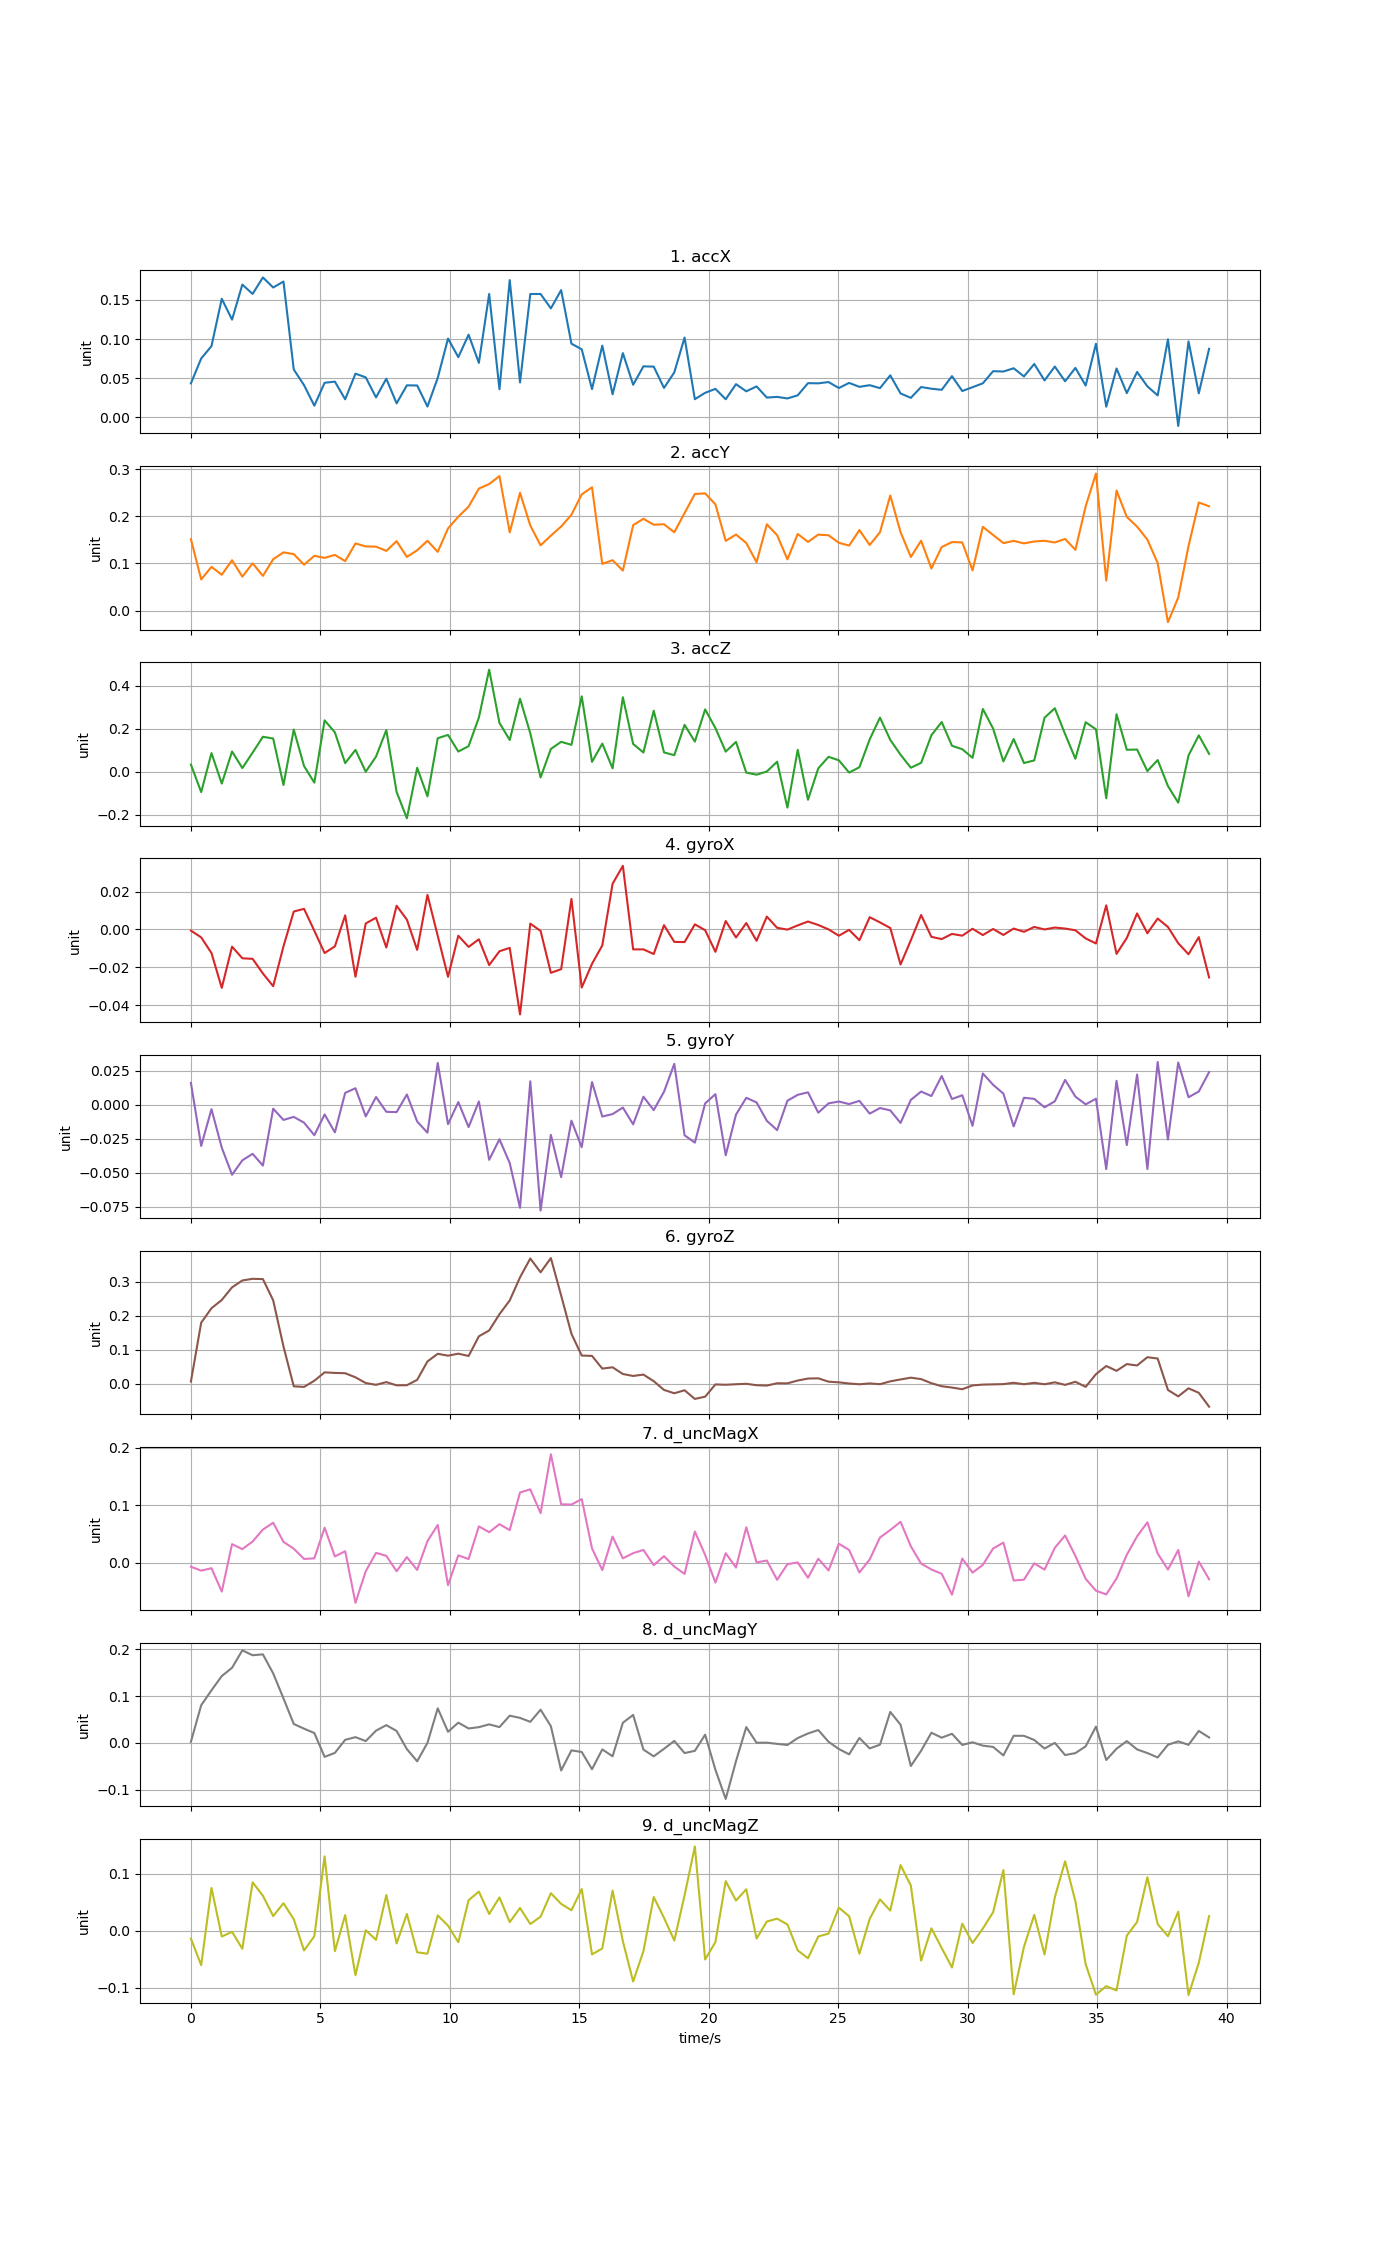 1. accX
0.15
0.10
0.05
0.00
unit
2. accY
0.3
0.2
0.1
0.0
unit
3. accZ
0.4
0.2
0.0
−0.2
unit
4. gyroX
0.02
0.00
−0.02
−0.04
unit
5. gyroY
0.025
0.000
−0.025
−0.050
−0.075
unit
6. gyroZ
0.3
0.2
0.1
0.0
unit
7. d_uncMagX
0.2
0.1
0.0
unit
8. d_uncMagY
0.2
0.1
0.0
−0.1
unit
9. d_uncMagZ
0.1
0.0
−0.1
unit
0 5 10 15 20 25 30 35 40
time/s